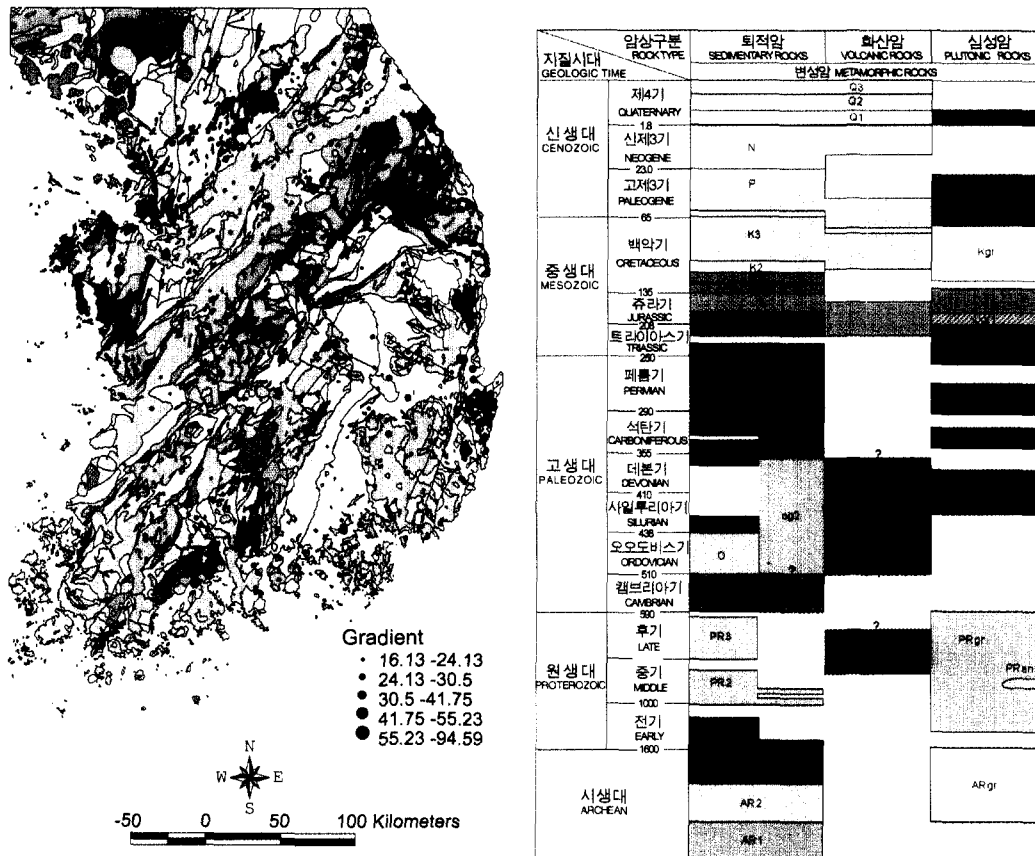 Gradient
16.13 -24.13
24.13 -30.5
30.5 -41.75
41.75 -55.23
55.23 -94.59
N
W E
S
-50 0 50 100 Kilometers
암상구분
ROCK TYPE
지질시대
GEOLOGIC TIME
퇴적암
SEDIMENTARY ROCKS
화산암
VOLCANIC ROCKS
심성암
PLUTONIC ROCKS
변성암 METAMORPHIC ROCKS
신생대
CENOZOIC
제4기
QUATERNARY
1.8
Q3
Q2
Q1
신제3기
NEOGENE
23.0
N
고제3기
PALEOGENE
65
P
중생대
MESOZOIC
백악기
CRETACEOUS
135
K3
K2
Kgr
쥬라기
JURASSIC
208
트리아스기
TRIASSIC
250
고생대
PALEOZOIC
페름기
PERMIAN
290
석탄기
CARBONIFEROUS
355
?
데본기
DEVONIAN
410
사일루리아기
SILURIAN
438
오오도비스기
ORDOVICIAN
510
O
og2
?
캠브리아기
CAMBRIAN
590
원생대
PROTEROZOIC
후기
LATE
PR3
?
PRgr
PRan
중기
MIDDLE
1000
PR2
전기
EARLY
1600
시생대
ARCHEAN
AR2
AR1
ARgr